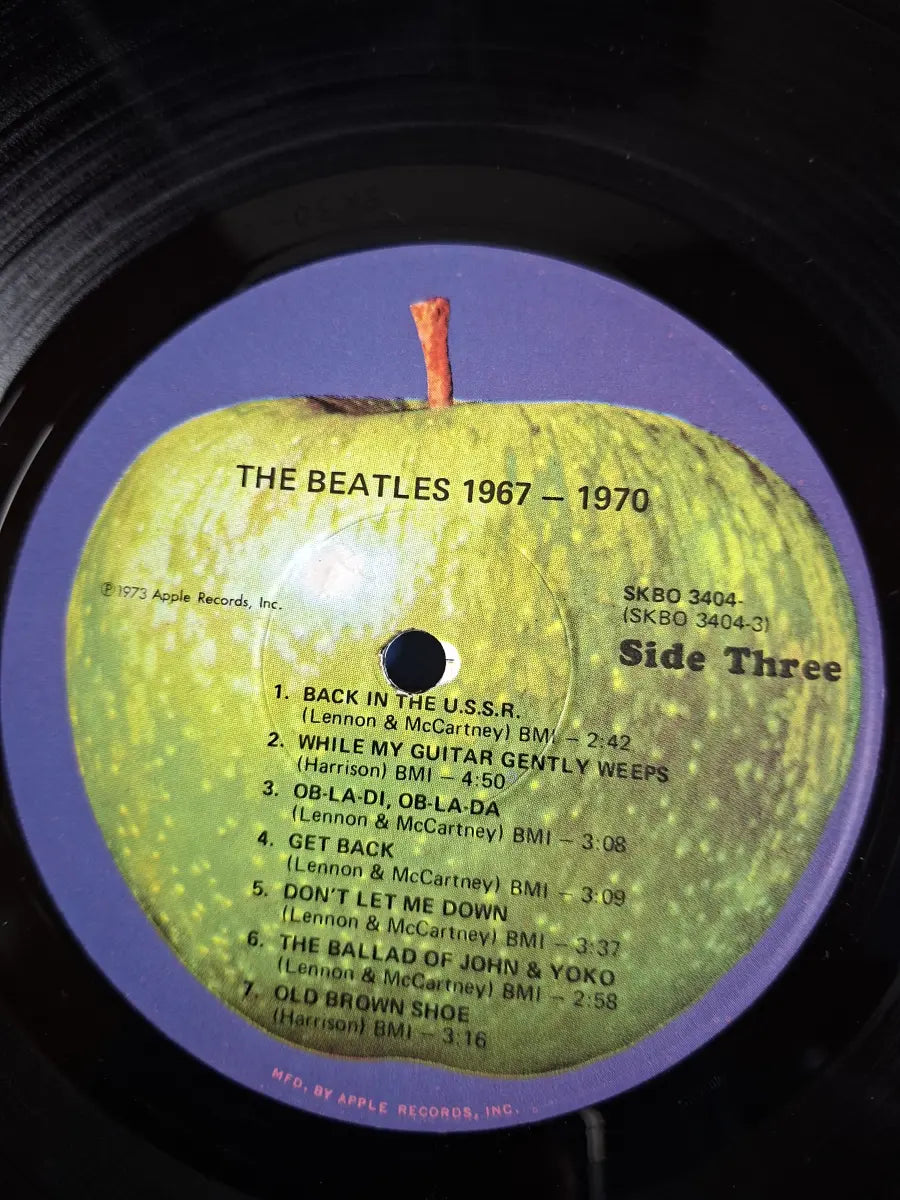 THE BEATLES 1967 – 1970
℗ 1973 Apple Records, Inc.
SKBO 3404-
(SKBO 3404-3)
Side Three
1. BACK IN THE U.S.S.R.
(Lennon & McCartney) BMI – 2:42
2. WHILE MY GUITAR GENTLY WEEPS
(Harrison) BMI – 4:50
3. OB-LA-DI, OB-LA-DA
(Lennon & McCartney) BMI – 3:08
4. GET BACK
(Lennon & McCartney) BMI – 3:09
5. DON'T LET ME DOWN
(Lennon & McCartney) BMI – 3:37
6. THE BALLAD OF JOHN & YOKO
(Lennon & McCartney) BMI – 2:58
7. OLD BROWN SHOE
(Harrison) BMI – 3:16
MFD. BY APPLE RECORDS, INC.